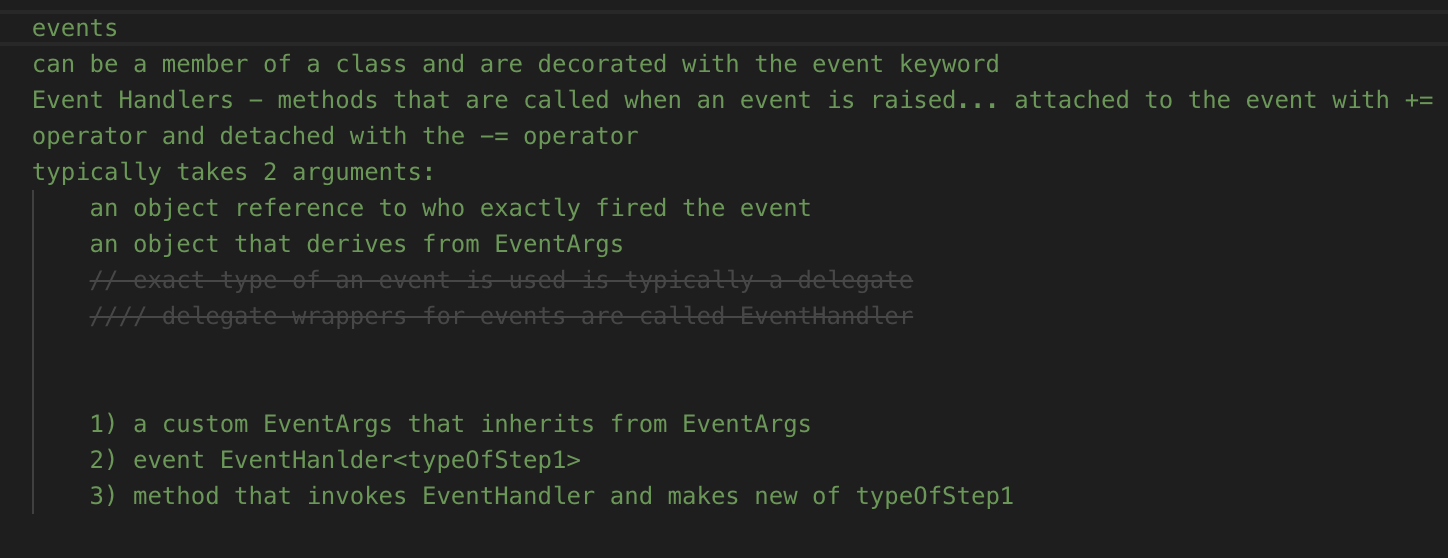 events
can be a member of a class and are decorated with the event keyword
Event Handlers – methods that are called when an event is raised... attached to the event with +=
operator and detached with the -= operator
typically takes 2 arguments:
an object reference to who exactly fired the event
an object that derives from EventArgs
// exact type of an event is used is typically a delegate
//// delegate wrappers for events are called EventHandler
1) a custom EventArgs that inherits from EventArgs
2) event EventHanlder<typeOfStep1>
3) method that invokes EventHandler and makes new of typeOfStep1